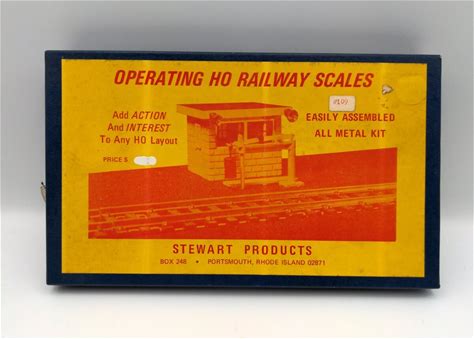 OPERATING HO RAILWAY SCALES
Add ACTION
And INTEREST
To Any HO Layout
PRICE $
EASILY ASSEMBLED
ALL METAL KIT
STEWART PRODUCTS
BOX 248 • PORTSMOUTH, RHODE ISLAND 02871